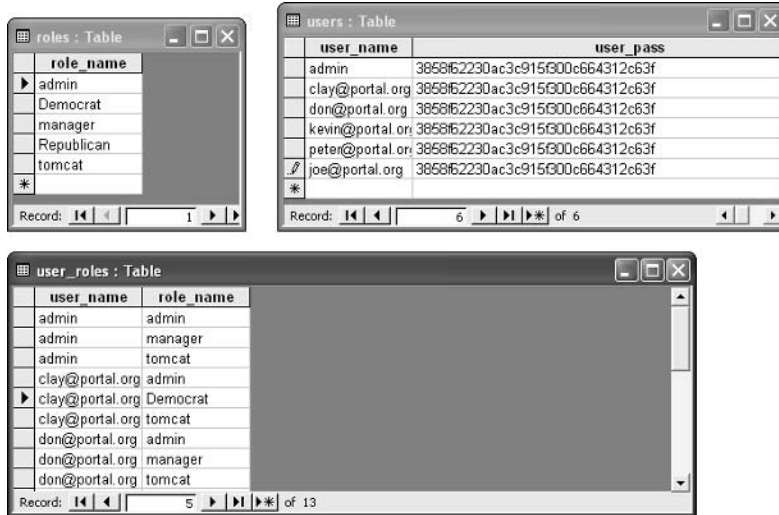 roles : Table
role_name
admin
Democrat
manager
Republican
tomcat
Record: 1
users : Table
user_name user_pass
admin 3858f62230ac3c915f300c664312c63f
clay@portal.org 3858f62230ac3c915f300c664312c63f
don@portal.org 3858f62230ac3c915f300c664312c63f
kevin@portal.or 3858f62230ac3c915f300c664312c63f
peter@portal.or 3858f62230ac3c915f300c664312c63f
joe@portal.org 3858f62230ac3c915f300c664312c63f
Record: 6 of 6
user_roles : Table
user_name role_name
admin admin
admin manager
admin tomcat
clay@portal.org admin
clay@portal.org Democrat
clay@portal.org tomcat
don@portal.org admin
don@portal.org manager
don@portal.org tomcat
Record: 5 of 13